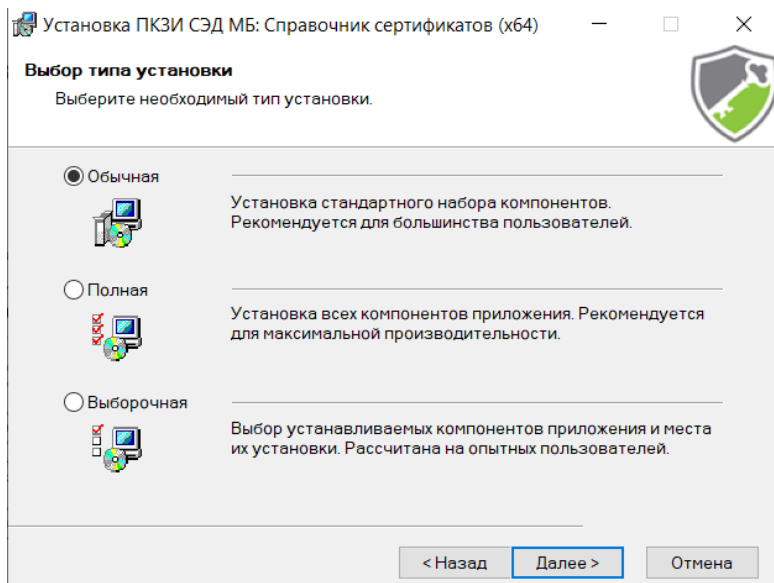 Установка ПКЗИ СЭД МБ: Справочник сертификатов (x64)
Выбор типа установки
Выберите необходимый тип установки.
Обычная
Установка стандартного набора компонентов.
Рекомендуется для большинства пользователей.
Полная
Установка всех компонентов приложения. Рекомендуется
для максимальной производительности.
Выборочная
Выбор устанавливаемых компонентов приложения и места
их установки. Рассчитана на опытных пользователей.
< Назад
Далее >
Отмена